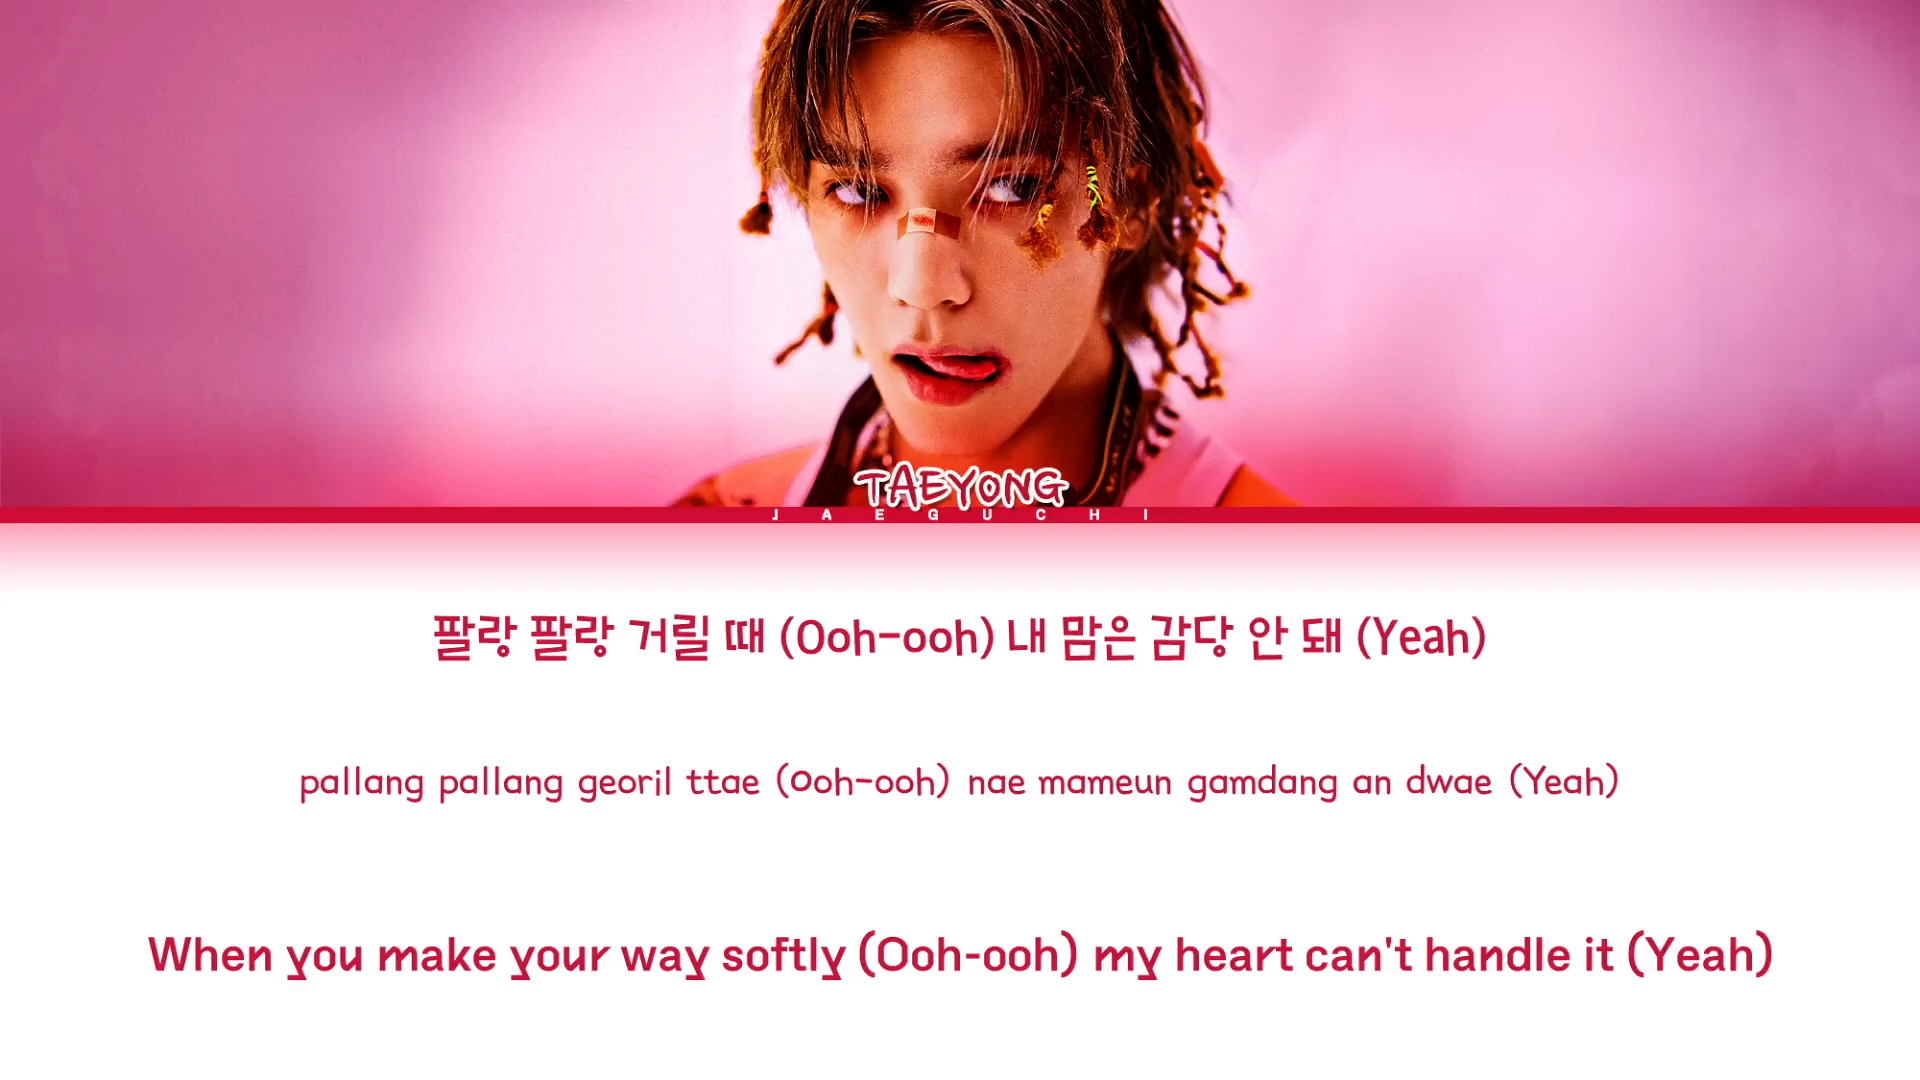 TAEYONG
JAEGUCHI
팔랑 팔랑 거릴 때 (Ooh-ooh) 내 맘은 감당 안 돼 (Yeah)
pallang pallang georil ttae (Ooh-ooh) nae mameun gamdang an dwae (Yeah)
When you make your way softly (Ooh-ooh) my heart can't handle it (Yeah)